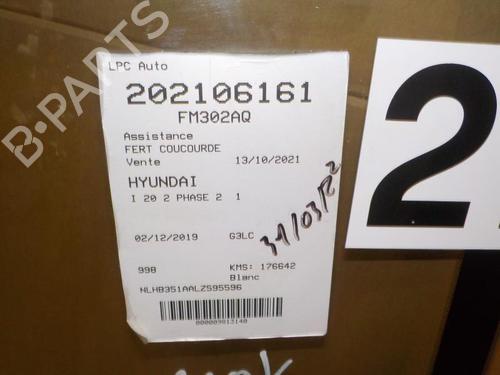 B-PARTS
LPC Auto
202106161
FM302AQ
Assistance
FERT COUCOURDE
Vente 13/10/2021
HYUNDAI
I 20 2 PHASE 2 1
02/12/2019 G3LC
31/03/R2
998 KMS: 176642
Blanc
NLHB351AALZ595596
2